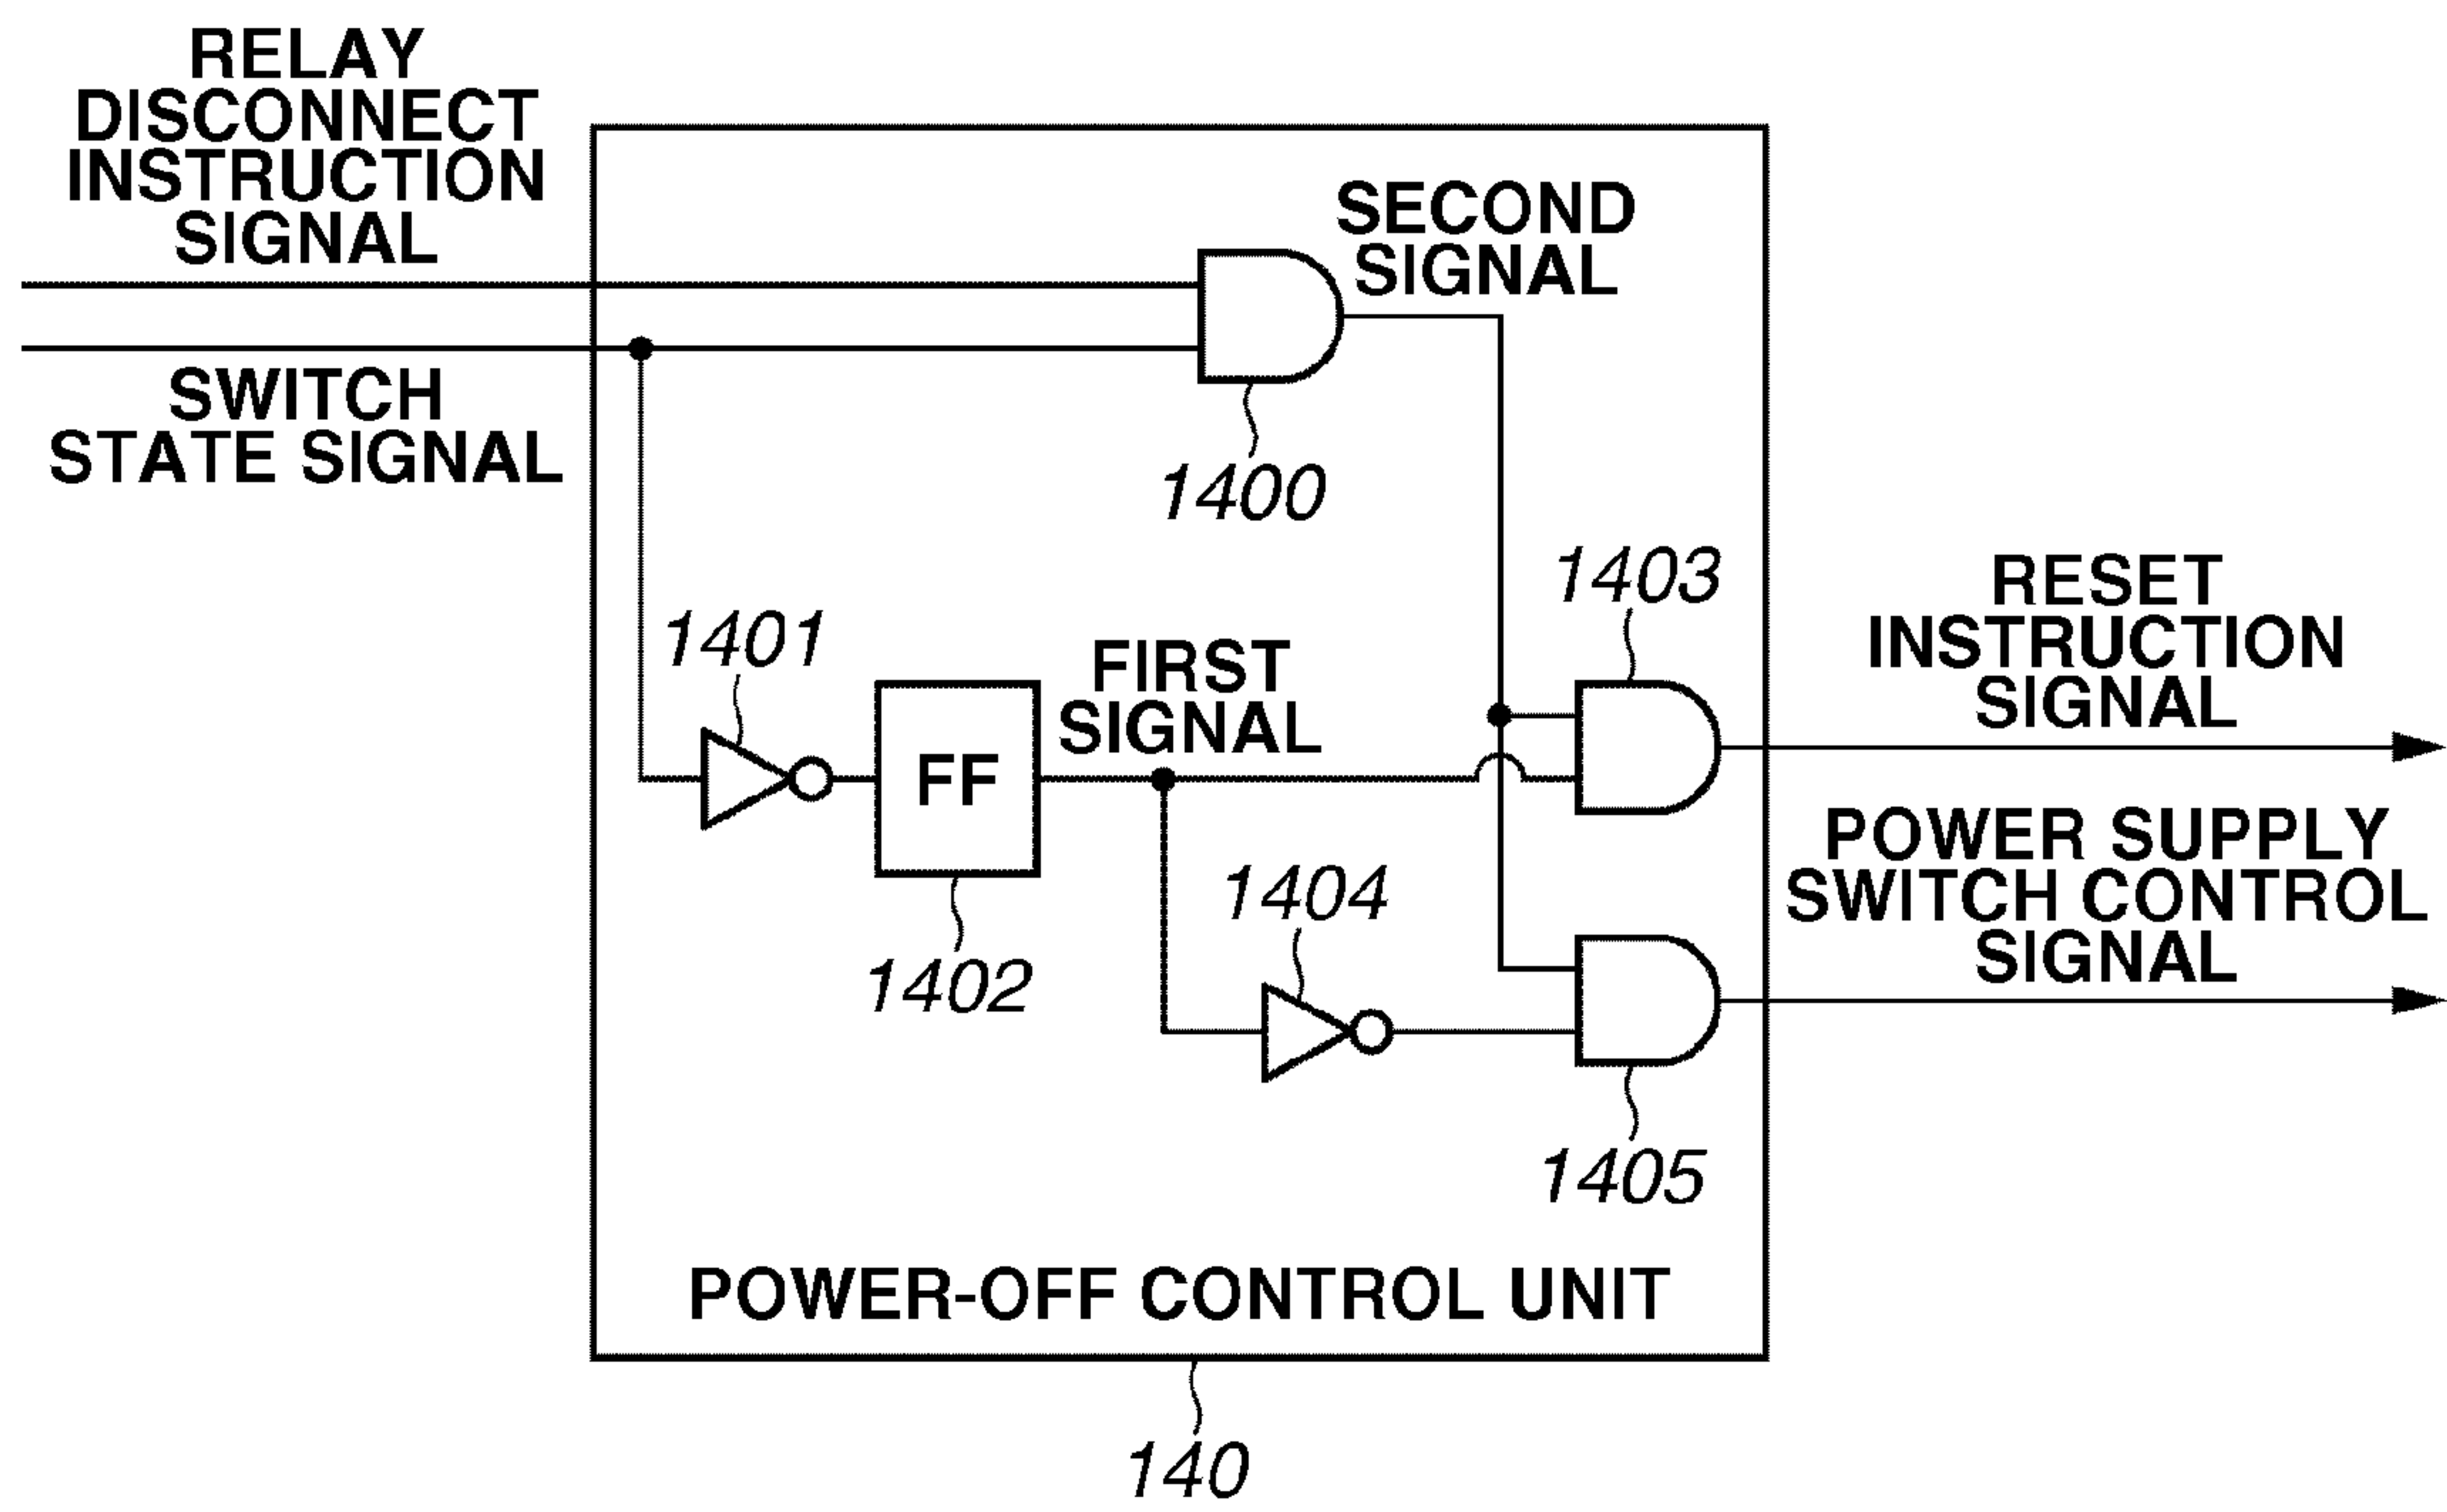 RELAY
DISCONNECT
INSTRUCTION
SIGNAL
SECOND
SIGNAL
SWITCH
STATE SIGNAL
1400
1403
RESET
INSTRUCTION
SIGNAL
1401
FIRST
SIGNAL
FF
POWER SUPPLY
SWITCH CONTROL
SIGNAL
1404
1402
1405
POWER-OFF CONTROL UNIT
140